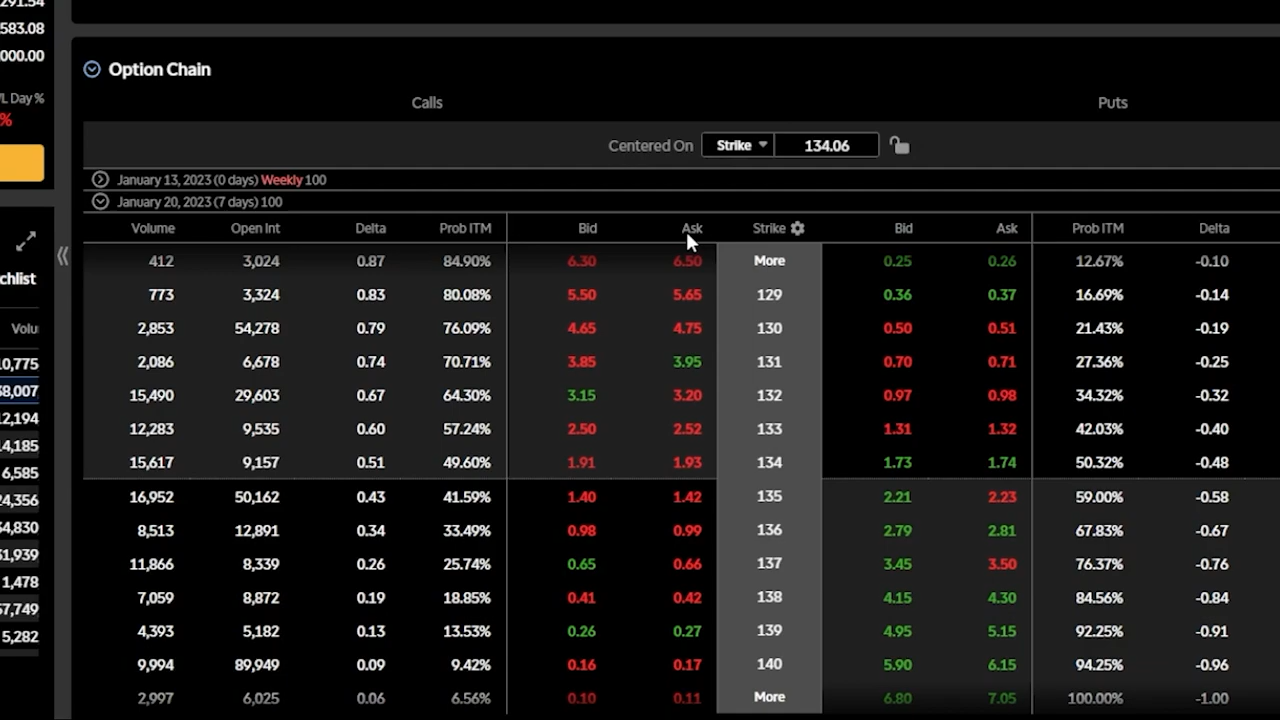 291.54
583.08
000.00
/L Day %
%
chlist
Volu
10,775
38,007
12,194
14,185
6,585
24,356
34,830
31,939
1,478
57,749
5,282
Option Chain
Calls Puts
Centered On Strike 134.06
January 13, 2023 (0 days) Weekly 100
January 20, 2023 (7 days) 100
Volume Open Int Delta Prob ITM Bid Ask Strike Bid Ask Prob ITM Delta
412 3,024 0.87 84.90% 6.30 6.50 More 0.25 0.26 12.67% -0.10
773 3,324 0.83 80.08% 5.50 5.65 129 0.36 0.37 16.69% -0.14
2,853 54,278 0.79 76.09% 4.65 4.75 130 0.50 0.51 21.43% -0.19
2,086 6,678 0.74 70.71% 3.85 3.95 131 0.70 0.71 27.36% -0.25
15,490 29,603 0.67 64.30% 3.15 3.20 132 0.97 0.98 34.32% -0.32
12,283 9,535 0.60 57.24% 2.50 2.52 133 1.31 1.32 42.03% -0.40
15,617 9,157 0.51 49.60% 1.91 1.93 134 1.73 1.74 50.32% -0.48
16,952 50,162 0.43 41.59% 1.40 1.42 135 2.21 2.23 59.00% -0.58
8,513 12,891 0.34 33.49% 0.98 0.99 136 2.79 2.81 67.83% -0.67
11,866 8,339 0.26 25.74% 0.65 0.66 137 3.45 3.50 76.37% -0.76
7,059 8,872 0.19 18.85% 0.41 0.42 138 4.15 4.30 84.56% -0.84
4,393 5,182 0.13 13.53% 0.26 0.27 139 4.95 5.15 92.25% -0.91
9,994 89,949 0.09 9.42% 0.16 0.17 140 5.90 6.15 94.25% -0.96
2,997 6,025 0.06 6.56% 0.10 0.11 More 6.80 7.05 100.00% -1.00